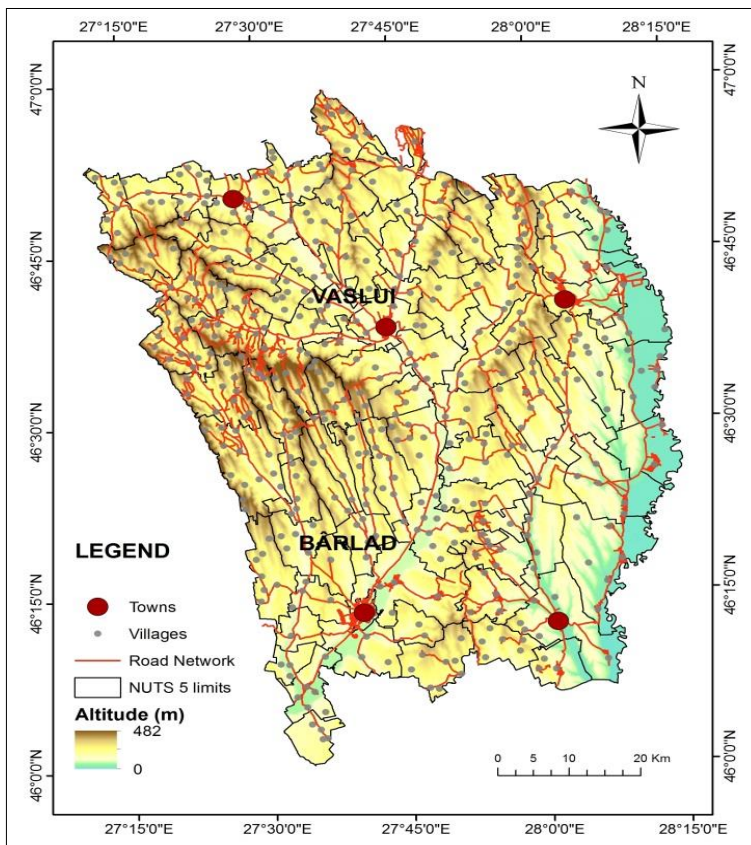 27°15'0"E 27°30'0"E 27°45'0"E 28°0'0"E 28°15'0"E
47°0'0"N
47°0'0"N
N
46°45'0"N
46°45'0"N
VASLUI
46°30'0"N
46°30'0"N
BÂRLAD
LEGEND
46°15'0"N
46°15'0"N
Towns
Villages
Road Network
NUTS 5 limits
Altitude (m)
482
0
0 5 10 20 Km
46°0'0"N
46°0'0"N
27°15'0"E 27°30'0"E 27°45'0"E 28°0'0"E 28°15'0"E